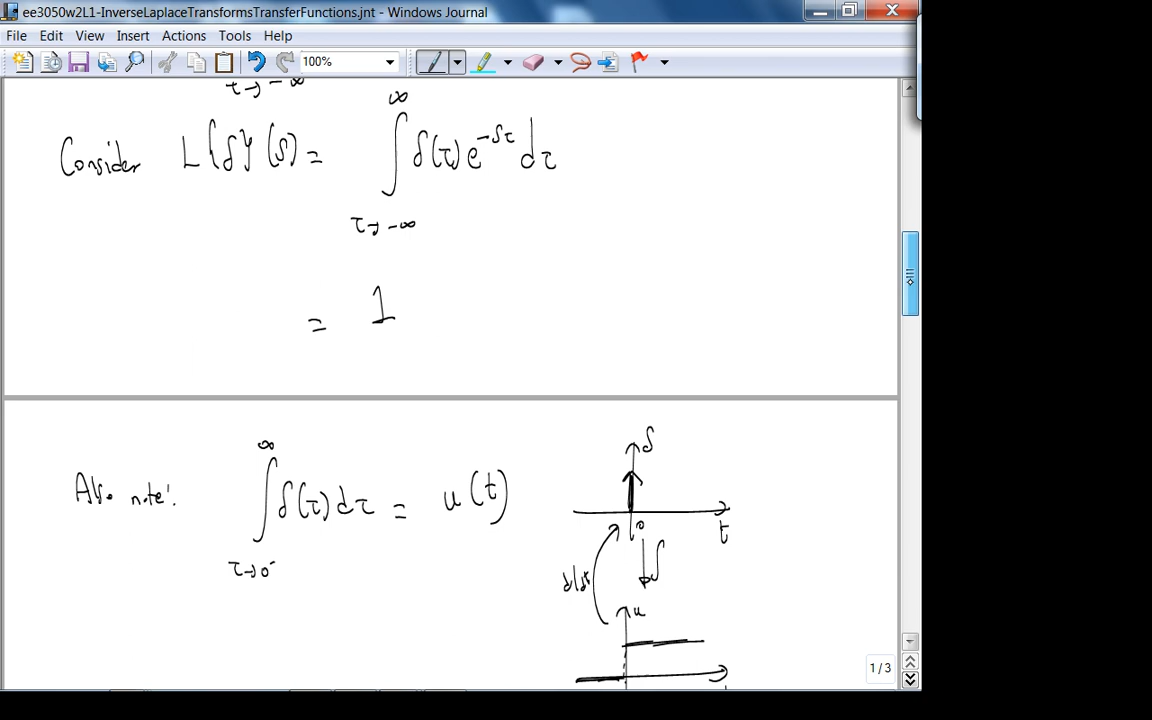 ee3050w2L1-InverseLaplaceTransformsTransferFunctions.jnt - Windows Journal
File Edit View Insert Actions Tools Help
100%
τ→ -∞
∞
Consider L{δ}(s) = ∫ δ(τ)e^-sτ dτ
τ→ -∞
= 1
∞
Also note: ∫ δ(τ)dτ = u(t)
τ→0-
δ
0
t
d/dt ∫
u
1/3